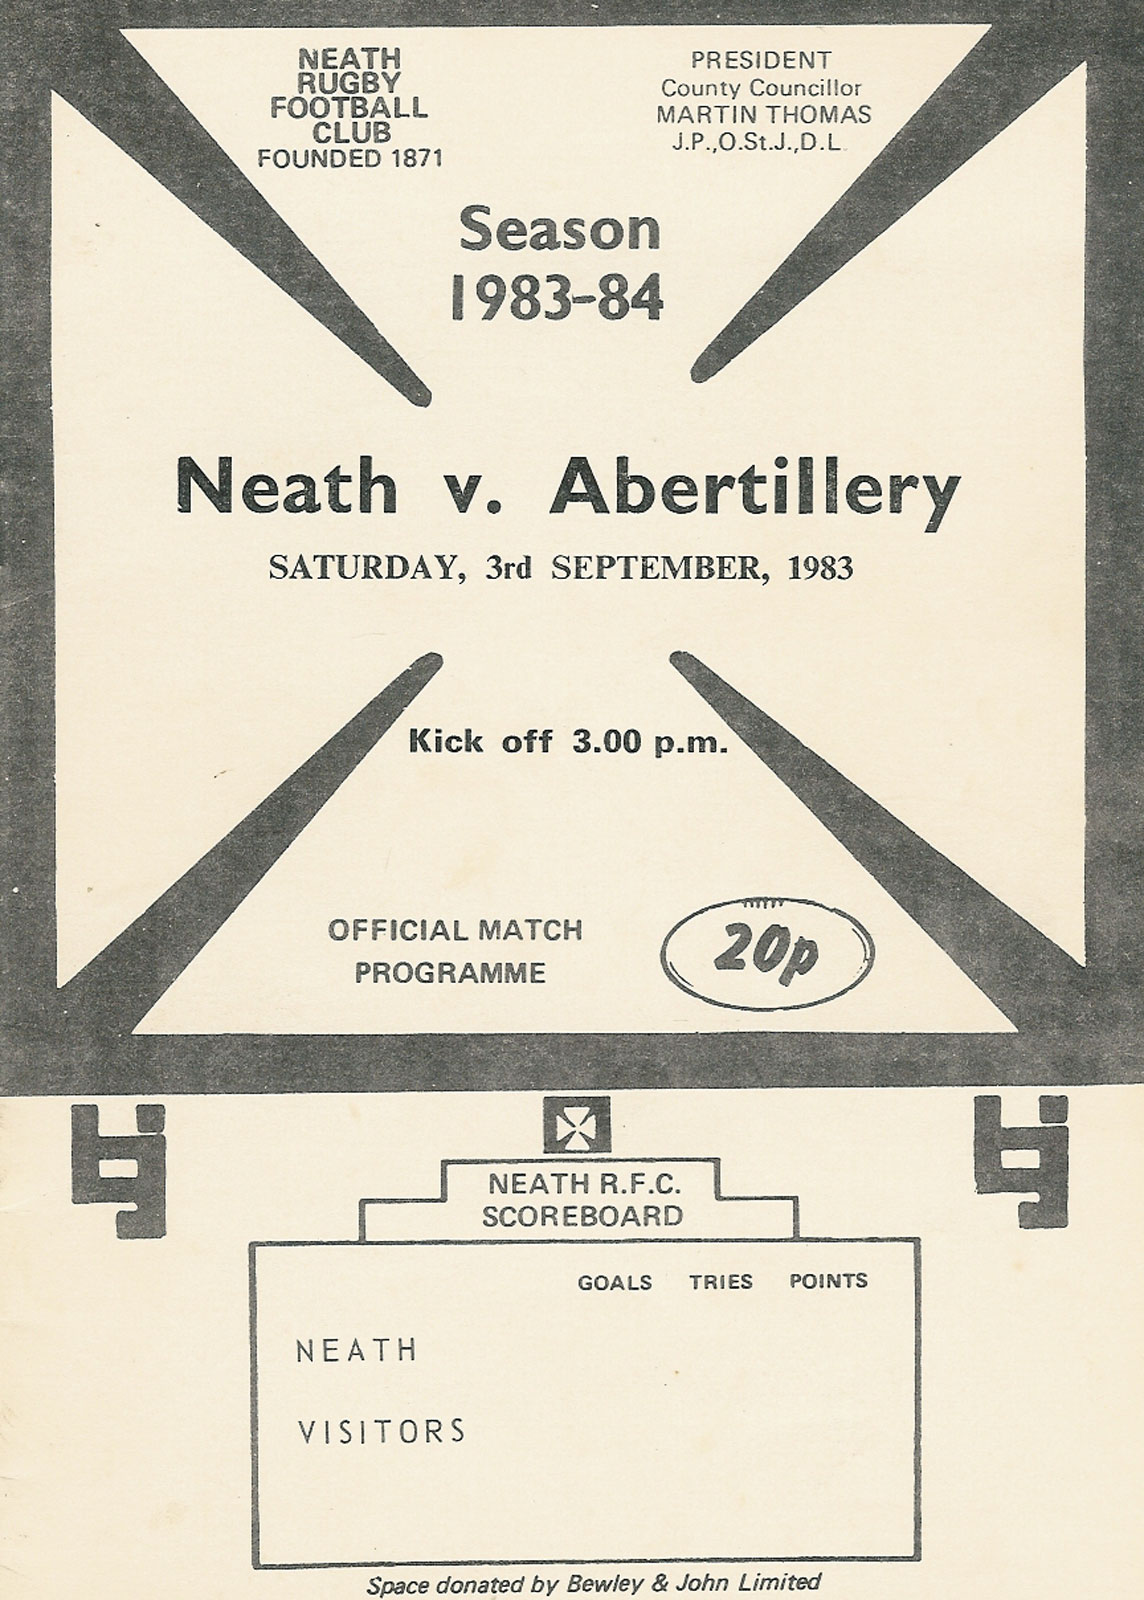 NEATH
RUGBY
FOOTBALL
CLUB
FOUNDED 1871
PRESIDENT
County Councillor
MARTIN THOMAS
J.P.,O.St.J.,D.L.
Season
1983-84
Neath v. Abertillery
SATURDAY, 3rd SEPTEMBER, 1983
Kick off 3.00 p.m.
OFFICIAL MATCH
PROGRAMME
20p
bj
bj
NEATH R.F.C.
SCOREBOARD
GOALS TRIES POINTS
NEATH
VISITORS
Space donated by Bewley & John Limited